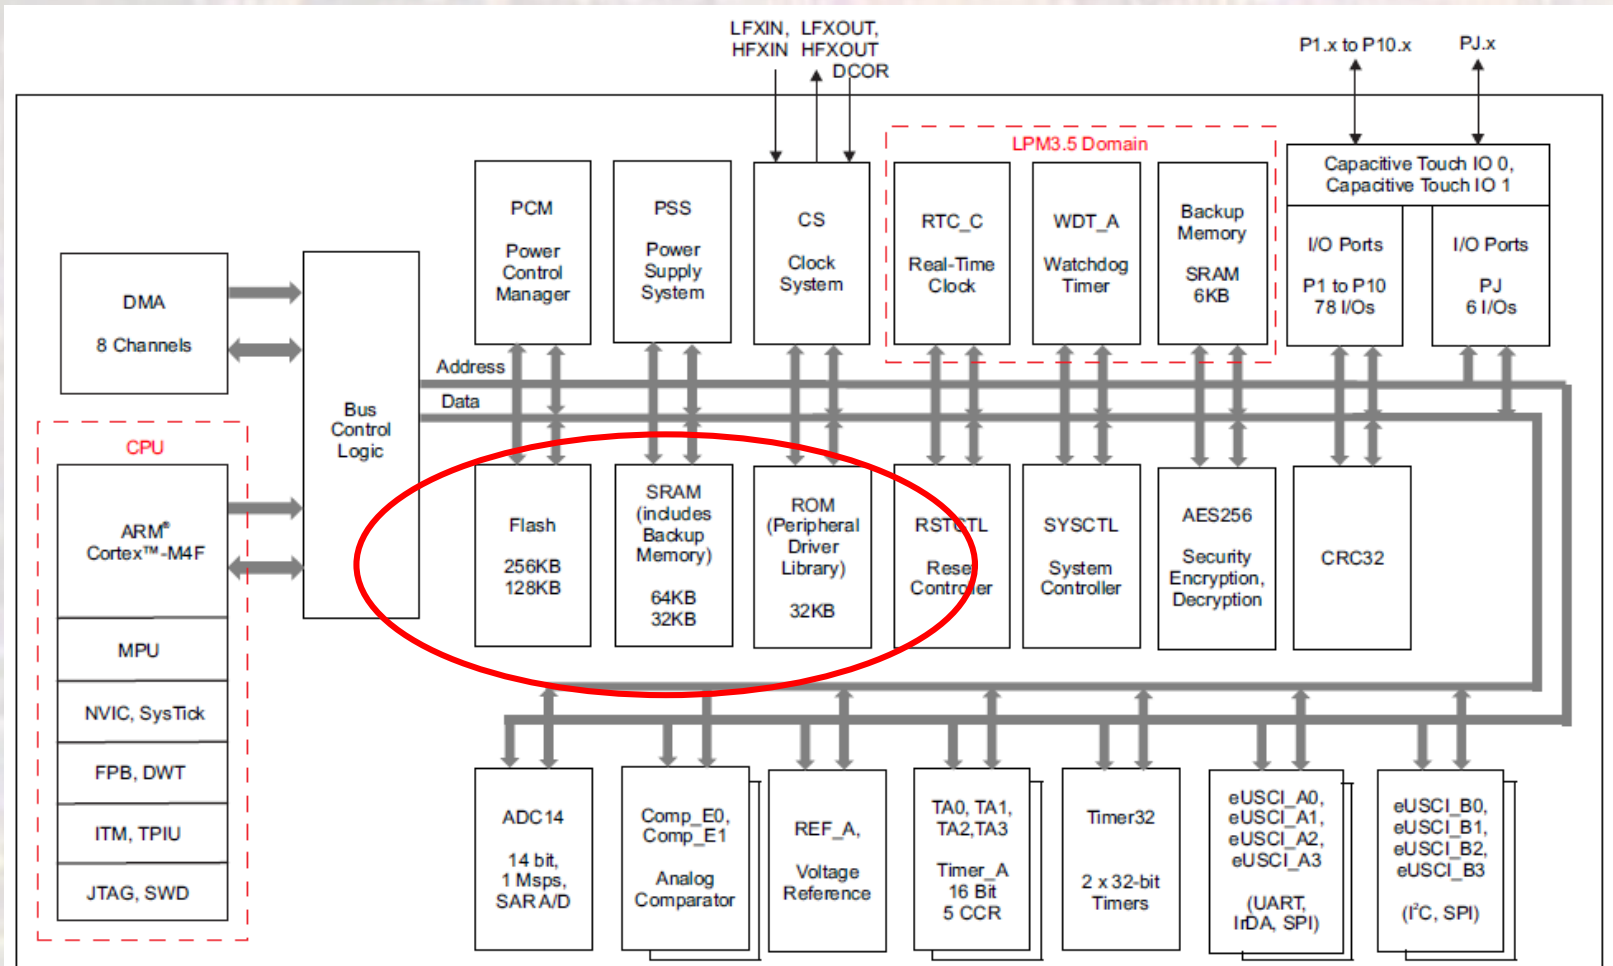 LFXIN, LFXOUT,
HFXIN HFXOUT
DCOR
P1.x to P10.x
PJ.x
LPM3.5 Domain
Capacitive Touch IO 0,
Capacitive Touch IO 1
PCM
Power
Control
Manager
PSS
Power
Supply
System
CS
Clock
System
RTC_C
Real-Time
Clock
WDT_A
Watchdog
Timer
Backup
Memory
SRAM
6KB
I/O Ports
P1 to P10
78 I/Os
I/O Ports
PJ
6 I/Os
DMA
8 Channels
Bus
Control
Logic
Address
Data
CPU
ARM®
Cortex™-M4F
MPU
NVIC, SysTick
FPB, DWT
ITM, TPIU
JTAG, SWD
Flash
256KB
128KB
SRAM
(includes
Backup
Memory)
64KB
32KB
ROM
(Peripheral
Driver
Library)
32KB
RSTCTL
Reset
Controller
SYSCTL
System
Controller
AES256
Security
Encryption,
Decryption
CRC32
ADC14
14 bit,
1 Msps,
SAR A/D
Comp_E0,
Comp_E1
Analog
Comparator
REF_A,
Voltage
Reference
TA0, TA1,
TA2,TA3
Timer_A
16 Bit
5 CCR
Timer32
2 x 32-bit
Timers
eUSCI_A0,
eUSCI_A1,
eUSCI_A2,
eUSCI_A3
(UART,
IrDA, SPI)
eUSCI_B0,
eUSCI_B1,
eUSCI_B2,
eUSCI_B3
(I²C, SPI)